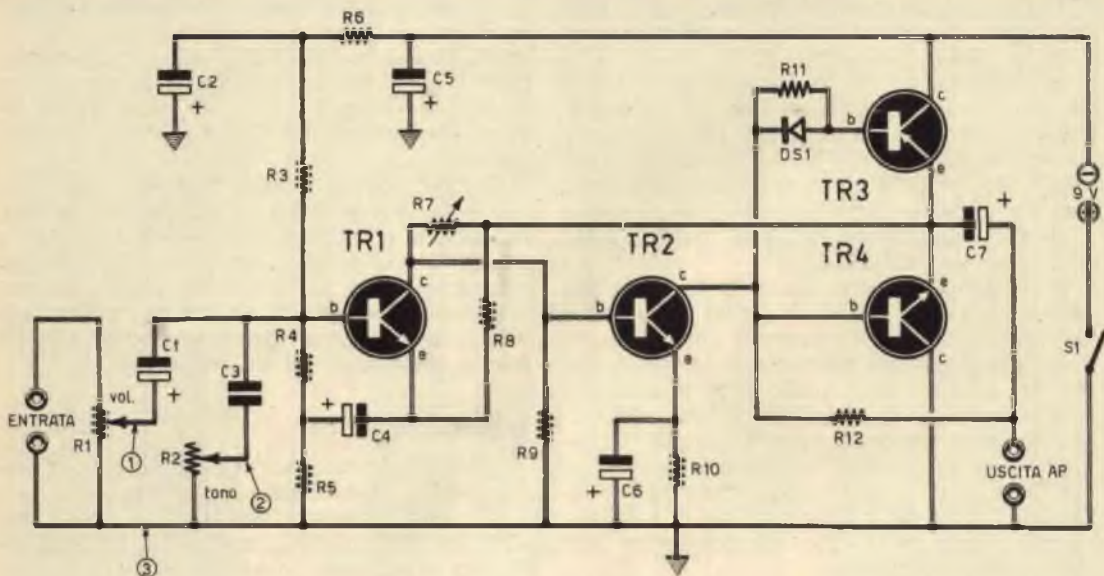 R6
C2
+
C5
+
R11
b
c
DS1
e
TR3
R3
R7
TR1
TR2
TR4
9 V
+
C7
c
b
e
R8
b
c
e
b
e
c
S1
C1
+
vol.
C3
R4
ENTRATA
R1
1
R2
tono
2
+
C4
R5
R9
C6
+
R10
R12
USCITA AP
3